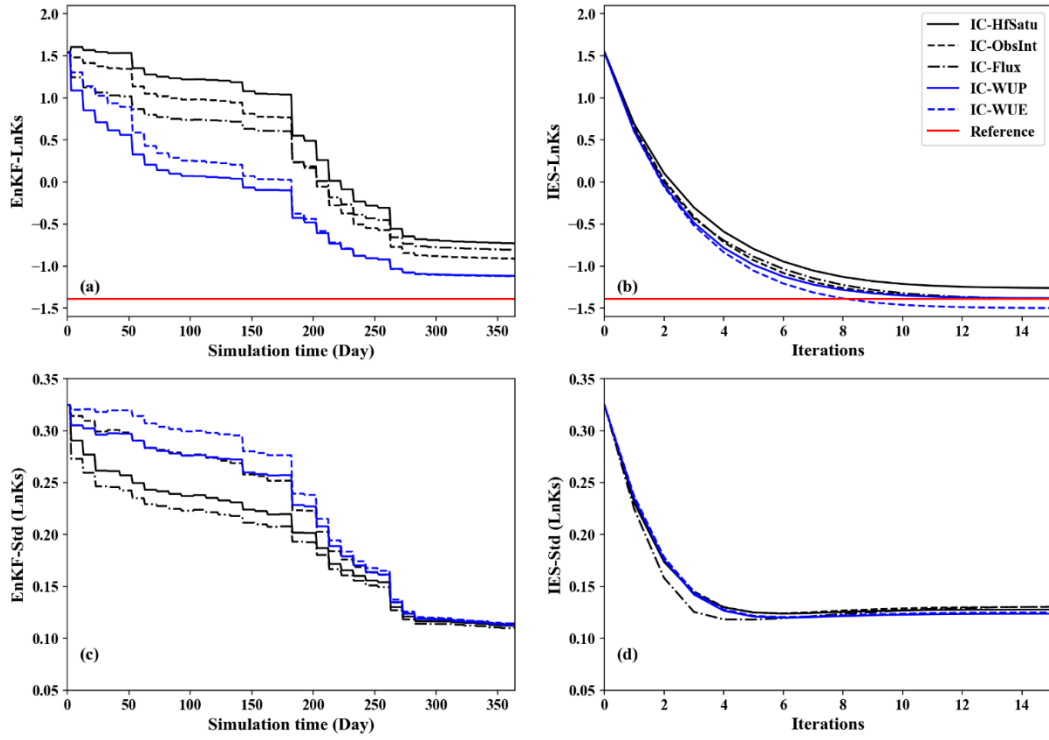 2.0
1.5
1.0
0.5
0.0
−0.5
−1.0
−1.5
EnKF-LnKs
(a)
0 50 100 150 200 250 300 350
Simulation time (Day)
2.0
1.5
1.0
0.5
0.0
−0.5
−1.0
−1.5
IES-LnKs
IC-HfSatu
IC-ObsInt
IC-Flux
IC-WUP
IC-WUE
Reference
(b)
0 2 4 6 8 10 12 14
Iterations
0.35
0.30
0.25
0.20
0.15
0.10
0.05
EnKF-Std (LnKs)
(c)
0 50 100 150 200 250 300 350
Simulation time (Day)
0.35
0.30
0.25
0.20
0.15
0.10
0.05
IES-Std (LnKs)
(d)
0 2 4 6 8 10 12 14
Iterations